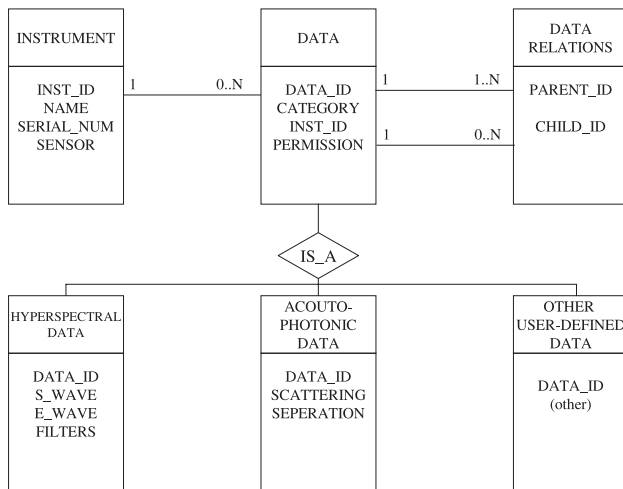 INSTRUMENT
INST_ID
NAME
SERIAL_NUM
SENSOR
1
0..N
DATA
DATA_ID
CATEGORY
INST_ID
PERMISSION
1
1..N
1
0..N
DATA
RELATIONS
PARENT_ID
CHILD_ID
IS_A
HYPERSPECTRAL
DATA
DATA_ID
S_WAVE
E_WAVE
FILTERS
ACOUTO-
PHOTONIC
DATA
DATA_ID
SCATTERING
SEPERATION
OTHER
USER-DEFINED
DATA
DATA_ID
(other)